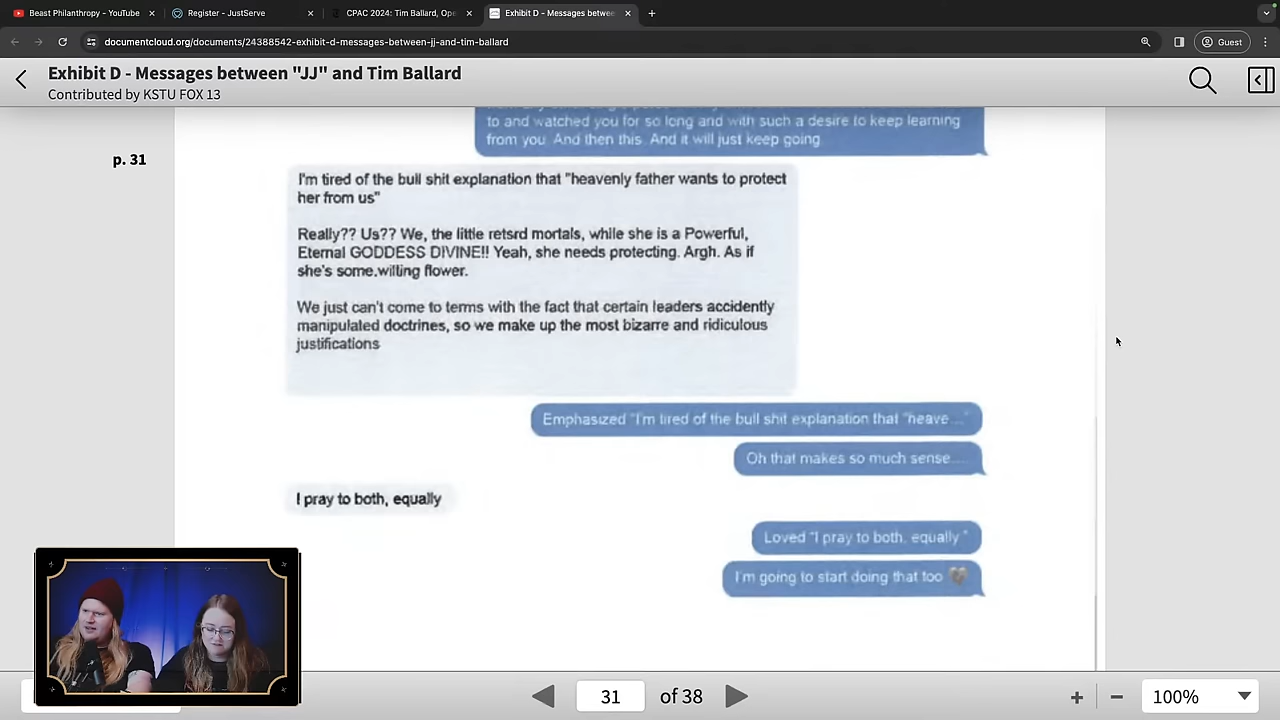 Beast Philanthropy - YouTube
Register - JustServe
CPAC 2024: Tim Ballard, Ope
Exhibit D - Messages betwee
documentcloud.org/documents/24388542-exhibit-d-messages-between-jj-and-tim-ballard
Guest
Exhibit D - Messages between "JJ" and Tim Ballard
Contributed by KSTU FOX 13
p. 31
to and watched you for so long and with such a desire to keep learning
from you. And then this. And it will just keep going.
I'm tired of the bull shit explanation that "heavenly father wants to protect
her from us"
Really?? Us?? We, the little retsrd mortals, while she is a Powerful,
Eternal GODDESS DIVINE!! Yeah, she needs protecting. Argh. As if
she's some.willing flower.
We just can't come to terms with the fact that certain leaders accidently
manipulated doctrines, so we make up the most bizarre and ridiculous
justifications
Emphasized "I'm tired of the bull shit explanation that "heave..."
Oh that makes so much sense....
I pray to both, equally
Loved "I pray to both, equally "
I'm going to start doing that too
31 of 38
100%